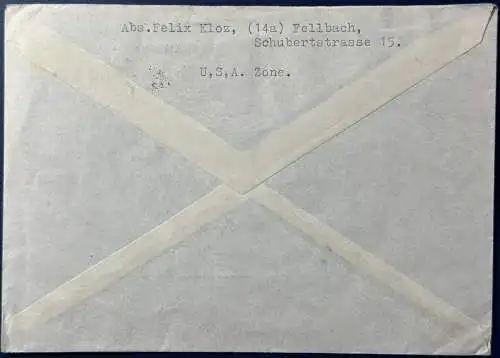 Abs.Felix Kloz, (14a) Fellbach,
Schubertstrasse 15.
U,S,A. Zone.